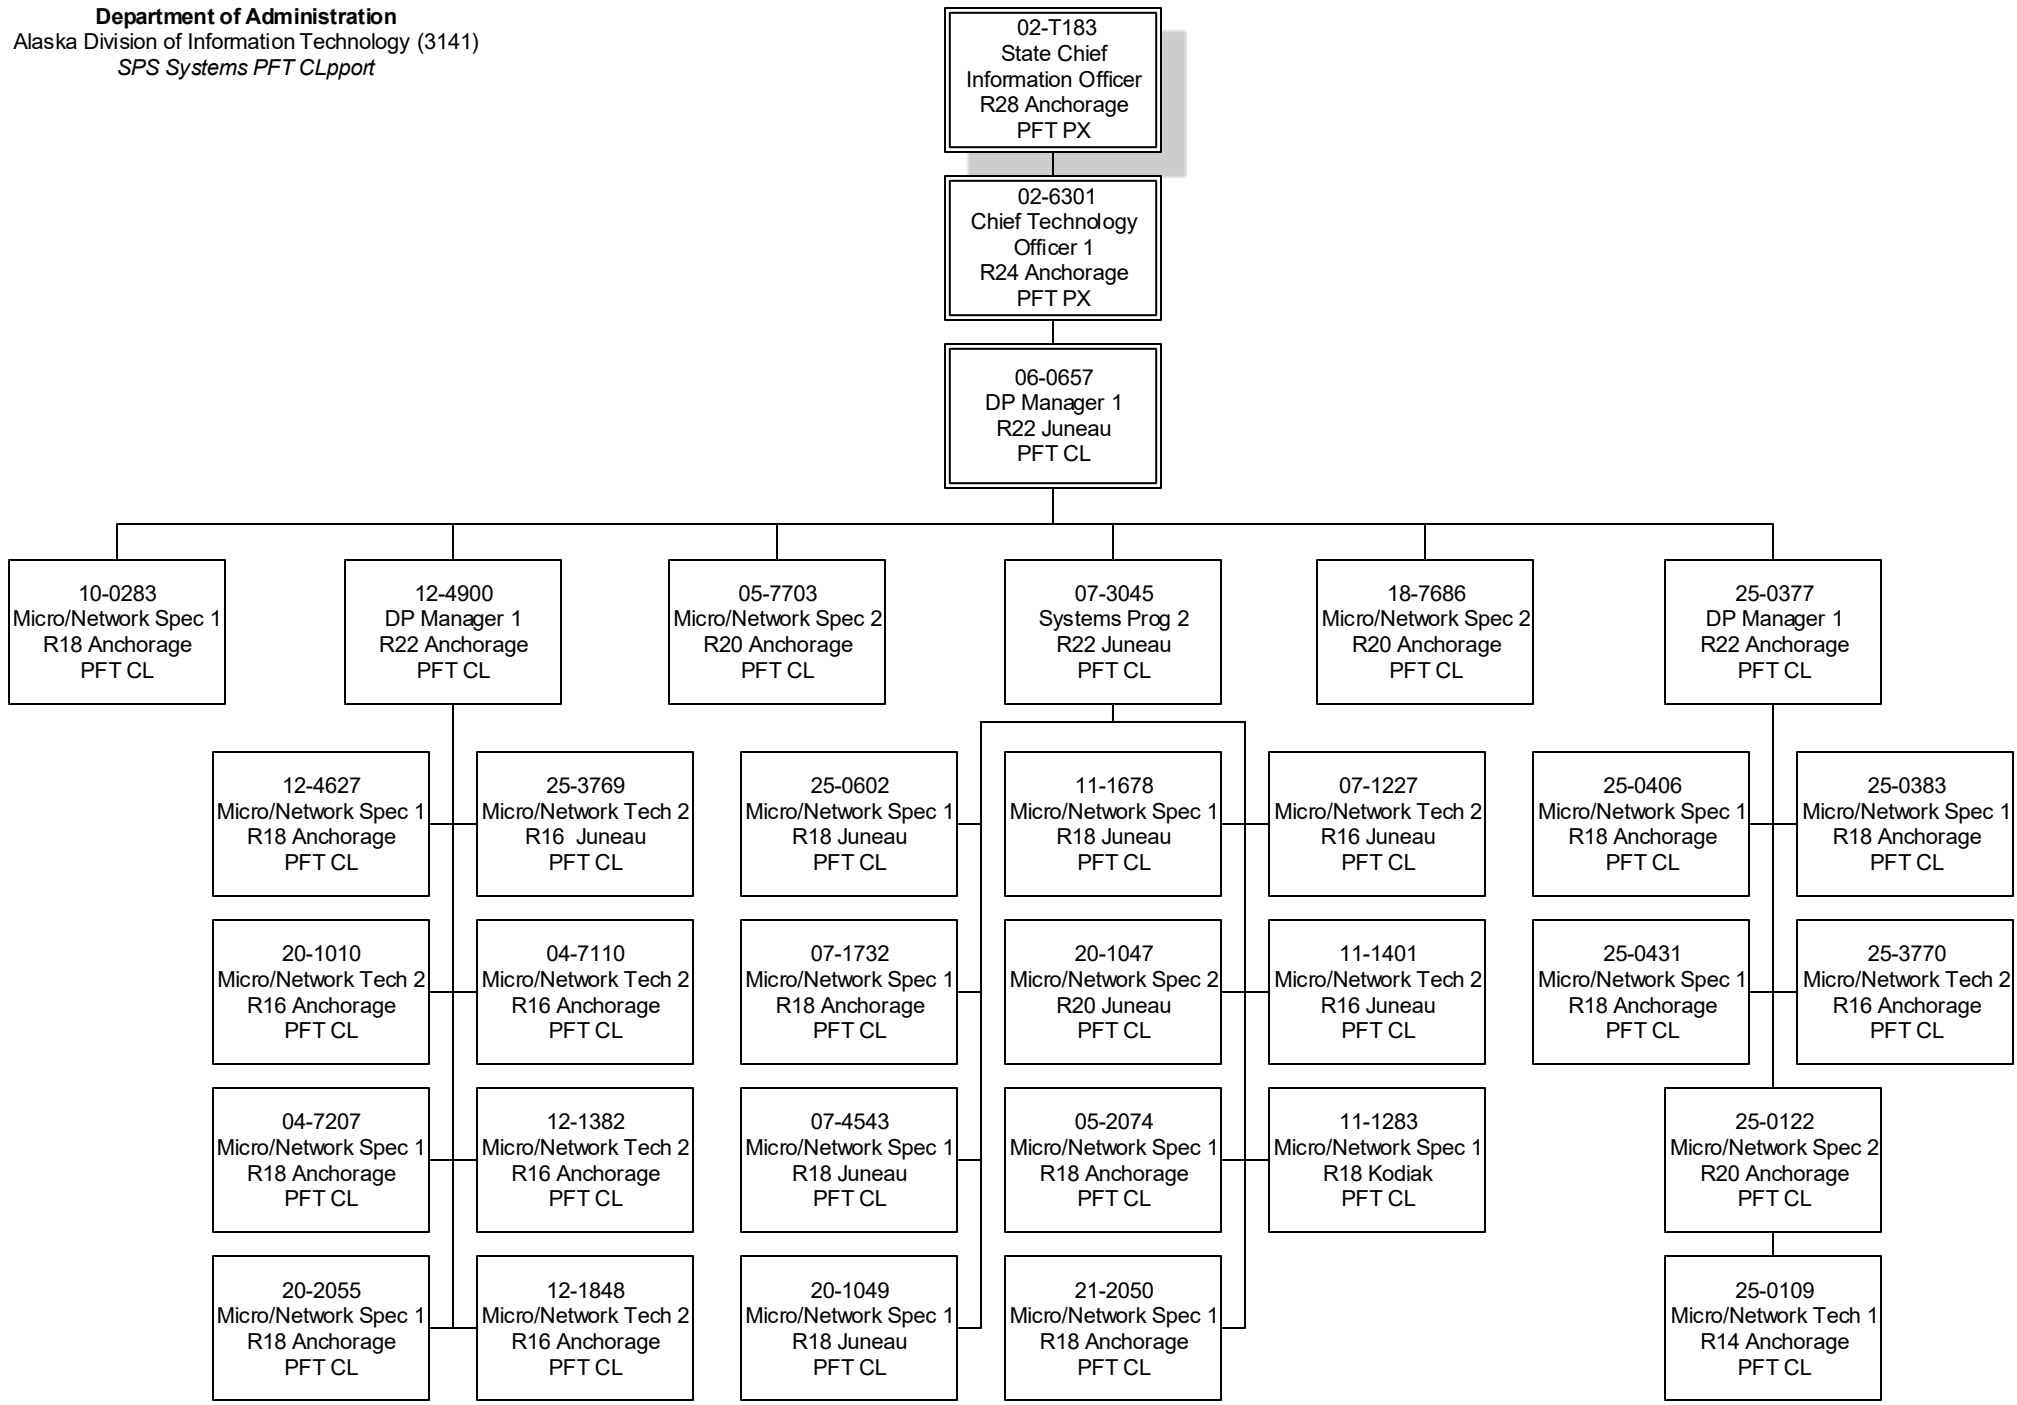 Department of Administration
Alaska Division of Information Technology (3141)
SPS Systems PFT CLpport
02-T183
State Chief
Information Officer
R28 Anchorage
PFT PX
02-6301
Chief Technology
Officer 1
R24 Anchorage
PFT PX
06-0657
DP Manager 1
R22 Juneau
PFT CL
10-0283
Micro/Network Spec 1
R18 Anchorage
PFT CL
12-4900
DP Manager 1
R22 Anchorage
PFT CL
05-7703
Micro/Network Spec 2
R20 Anchorage
PFT CL
07-3045
Systems Prog 2
R22 Juneau
PFT CL
18-7686
Micro/Network Spec 2
R20 Anchorage
PFT CL
25-0377
DP Manager 1
R22 Anchorage
PFT CL
12-4627
Micro/Network Spec 1
R18 Anchorage
PFT CL
25-3769
Micro/Network Tech 2
R16  Juneau
PFT CL
25-0602
Micro/Network Spec 1
R18 Juneau
PFT CL
11-1678
Micro/Network Spec 1
R18 Juneau
PFT CL
07-1227
Micro/Network Tech 2
R16 Juneau
PFT CL
25-0406
Micro/Network Spec 1
R18 Anchorage
PFT CL
25-0383
Micro/Network Spec 1
R18 Anchorage
PFT CL
20-1010
Micro/Network Tech 2
R16 Anchorage
PFT CL
04-7110
Micro/Network Tech 2
R16 Anchorage
PFT CL
07-1732
Micro/Network Spec 1
R18 Anchorage
PFT CL
20-1047
Micro/Network Spec 2
R20 Juneau
PFT CL
11-1401
Micro/Network Tech 2
R16 Juneau
PFT CL
25-0431
Micro/Network Spec 1
R18 Anchorage
PFT CL
25-3770
Micro/Network Tech 2
R16 Anchorage
PFT CL
04-7207
Micro/Network Spec 1
R18 Anchorage
PFT CL
12-1382
Micro/Network Tech 2
R16 Anchorage
PFT CL
07-4543
Micro/Network Spec 1
R18 Juneau
PFT CL
05-2074
Micro/Network Spec 1
R18 Anchorage
PFT CL
11-1283
Micro/Network Spec 1
R18 Kodiak
PFT CL
25-0122
Micro/Network Spec 2
R20 Anchorage
PFT CL
20-2055
Micro/Network Spec 1
R18 Anchorage
PFT CL
12-1848
Micro/Network Tech 2
R16 Anchorage
PFT CL
20-1049
Micro/Network Spec 1
R18 Juneau
PFT CL
21-2050
Micro/Network Spec 1
R18 Anchorage
PFT CL
25-0109
Micro/Network Tech 1
R14 Anchorage
PFT CL